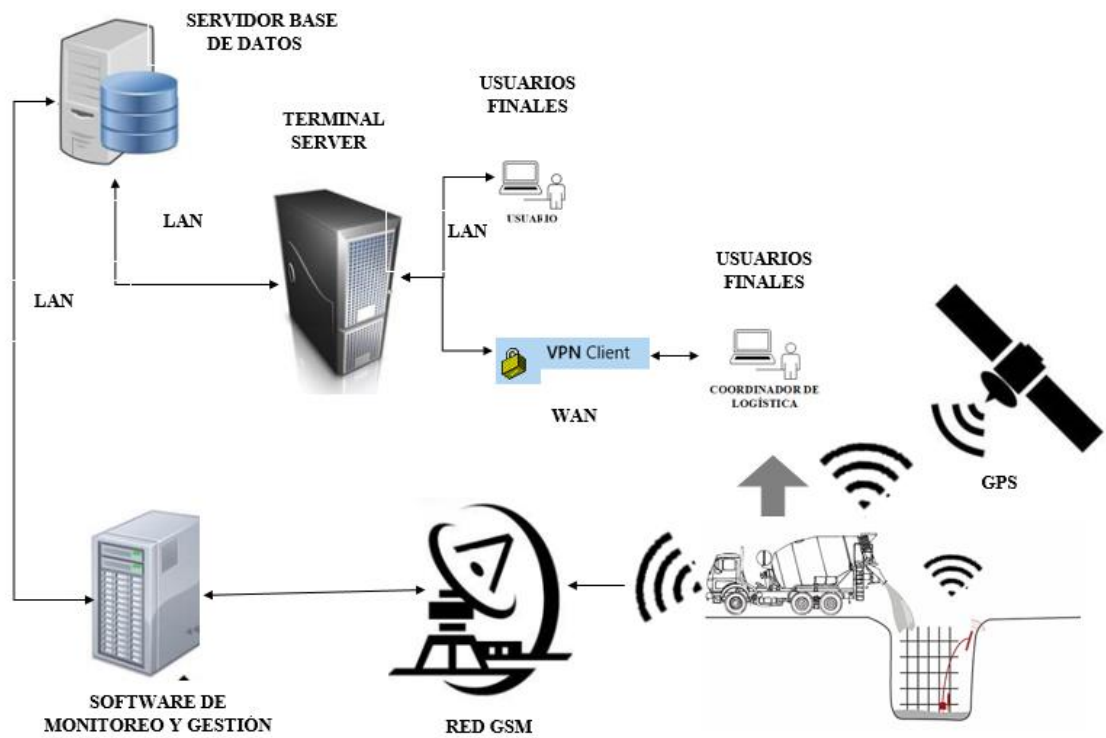 SERVIDOR BASE
DE DATOS
USUARIOS
FINALES
TERMINAL
SERVER
USUARIO
LAN
LAN
LAN
USUARIOS
FINALES
VPN Client
COORDINADOR DE
LOGÍSTICA
WAN
GPS
SOFTWARE DE
MONITOREO Y GESTIÓN
RED GSM